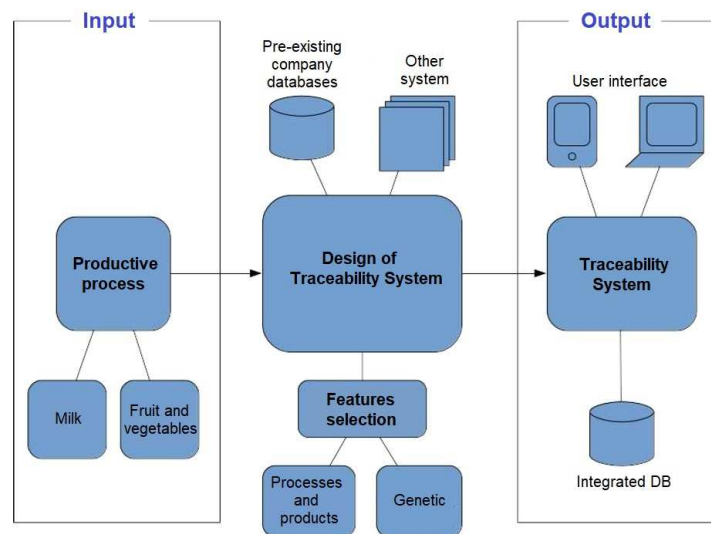 Input
Pre-existing
company
databases
Other
system
Output
User interface
Productive
process
Design of
Traceability System
Traceability
System
Milk
Fruit and
vegetables
Features
selection
Processes
and
products
Genetic
Integrated DB